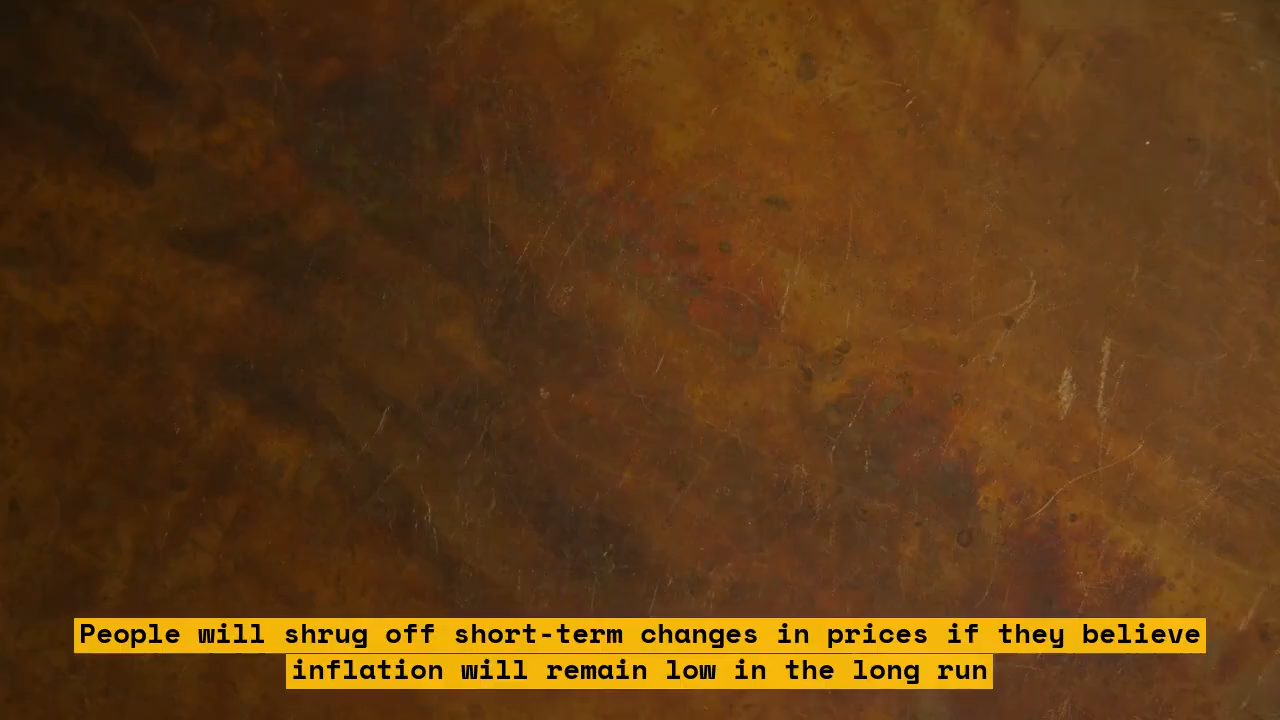 People will shrug off short-term changes in prices if they believe
inflation will remain low in the long run